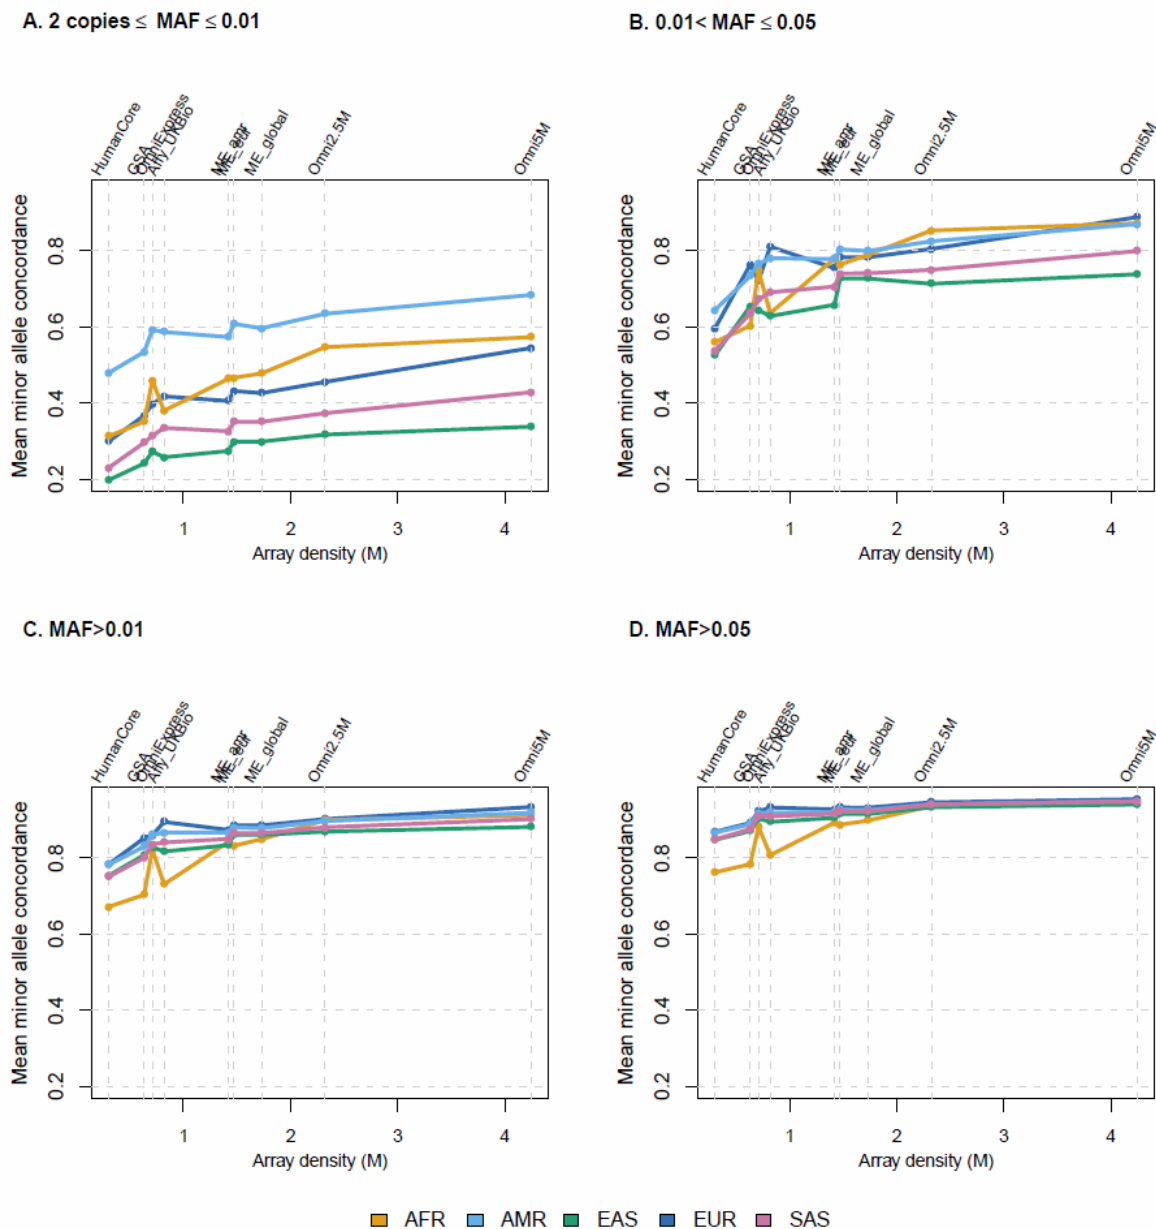 A. 2 copies ≤ MAF ≤ 0.01
HumanCore
GSA
OmniExpress
Affy_UKBio
ME_amr
ME_eur
ME_global
Omni2.5M
Omni5M
Mean minor allele concordance
0.8
0.6
0.4
0.2
1 2 3 4
Array density (M)
B. 0.01< MAF ≤ 0.05
HumanCore
GSA
OmniExpress
Affy_UKBio
ME_amr
ME_eur
ME_global
Omni2.5M
Omni5M
Mean minor allele concordance
0.8
0.6
0.4
0.2
1 2 3 4
Array density (M)
C. MAF>0.01
HumanCore
GSA
OmniExpress
Affy_UKBio
ME_amr
ME_eur
ME_global
Omni2.5M
Omni5M
Mean minor allele concordance
0.8
0.6
0.4
0.2
1 2 3 4
Array density (M)
D. MAF>0.05
HumanCore
GSA
OmniExpress
Affy_UKBio
ME_amr
ME_eur
ME_global
Omni2.5M
Omni5M
Mean minor allele concordance
0.8
0.6
0.4
0.2
1 2 3 4
Array density (M)
AFR AMR EAS EUR SAS